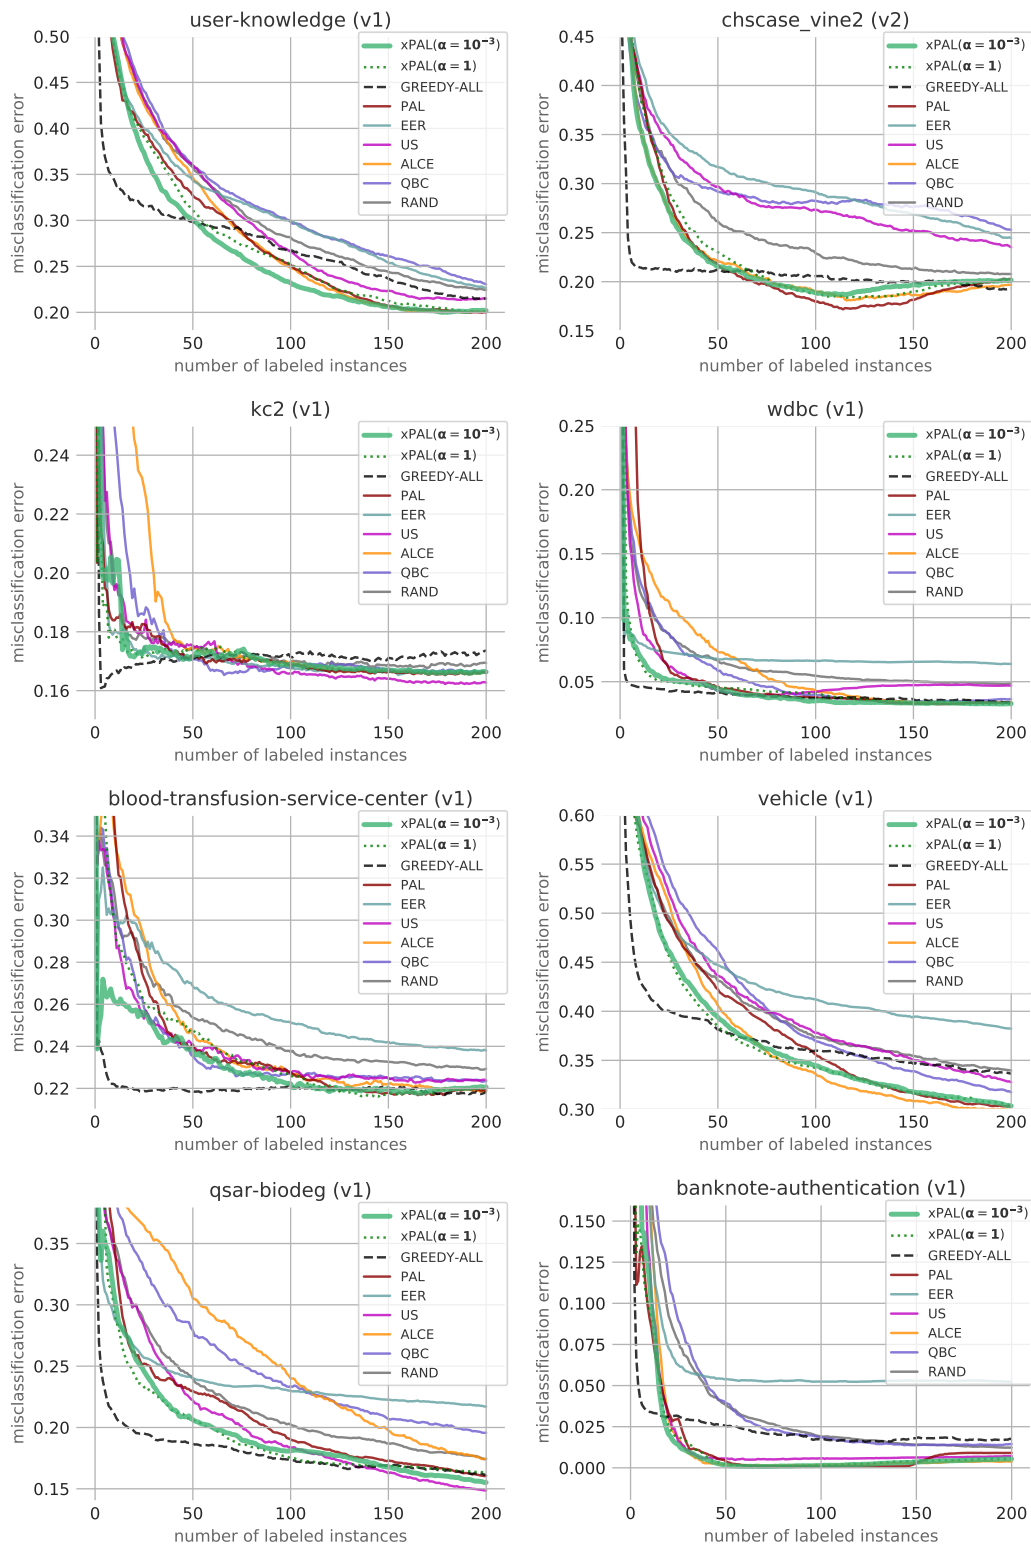 user-knowledge (v1)
misclassification error
0.50
0.45
0.40
0.35
0.30
0.25
0.20
0 50 100 150 200
number of labeled instances
xPAL(α = 10⁻³)
xPAL(α = 1)
GREEDY-ALL
PAL
EER
US
ALCE
QBC
RAND
chscase_vine2 (v2)
misclassification error
0.45
0.40
0.35
0.30
0.25
0.20
0.15
0 50 100 150 200
number of labeled instances
xPAL(α = 10⁻³)
xPAL(α = 1)
GREEDY-ALL
PAL
EER
US
ALCE
QBC
RAND
kc2 (v1)
misclassification error
0.24
0.22
0.20
0.18
0.16
0 50 100 150 200
number of labeled instances
xPAL(α = 10⁻³)
xPAL(α = 1)
GREEDY-ALL
PAL
EER
US
ALCE
QBC
RAND
wdbc (v1)
misclassification error
0.25
0.20
0.15
0.10
0.05
0 50 100 150 200
number of labeled instances
xPAL(α = 10⁻³)
xPAL(α = 1)
GREEDY-ALL
PAL
EER
US
ALCE
QBC
RAND
blood-transfusion-service-center (v1)
misclassification error
0.34
0.32
0.30
0.28
0.26
0.24
0.22
0 50 100 150 200
number of labeled instances
xPAL(α = 10⁻³)
xPAL(α = 1)
GREEDY-ALL
PAL
EER
US
ALCE
QBC
RAND
vehicle (v1)
misclassification error
0.60
0.55
0.50
0.45
0.40
0.35
0.30
0 50 100 150 200
number of labeled instances
xPAL(α = 10⁻³)
xPAL(α = 1)
GREEDY-ALL
PAL
EER
US
ALCE
QBC
RAND
qsar-biodeg (v1)
misclassification error
0.35
0.30
0.25
0.20
0.15
0 50 100 150 200
number of labeled instances
xPAL(α = 10⁻³)
xPAL(α = 1)
GREEDY-ALL
PAL
EER
US
ALCE
QBC
RAND
banknote-authentication (v1)
misclassification error
0.150
0.125
0.100
0.075
0.050
0.025
0.000
0 50 100 150 200
number of labeled instances
xPAL(α = 10⁻³)
xPAL(α = 1)
GREEDY-ALL
PAL
EER
US
ALCE
QBC
RAND